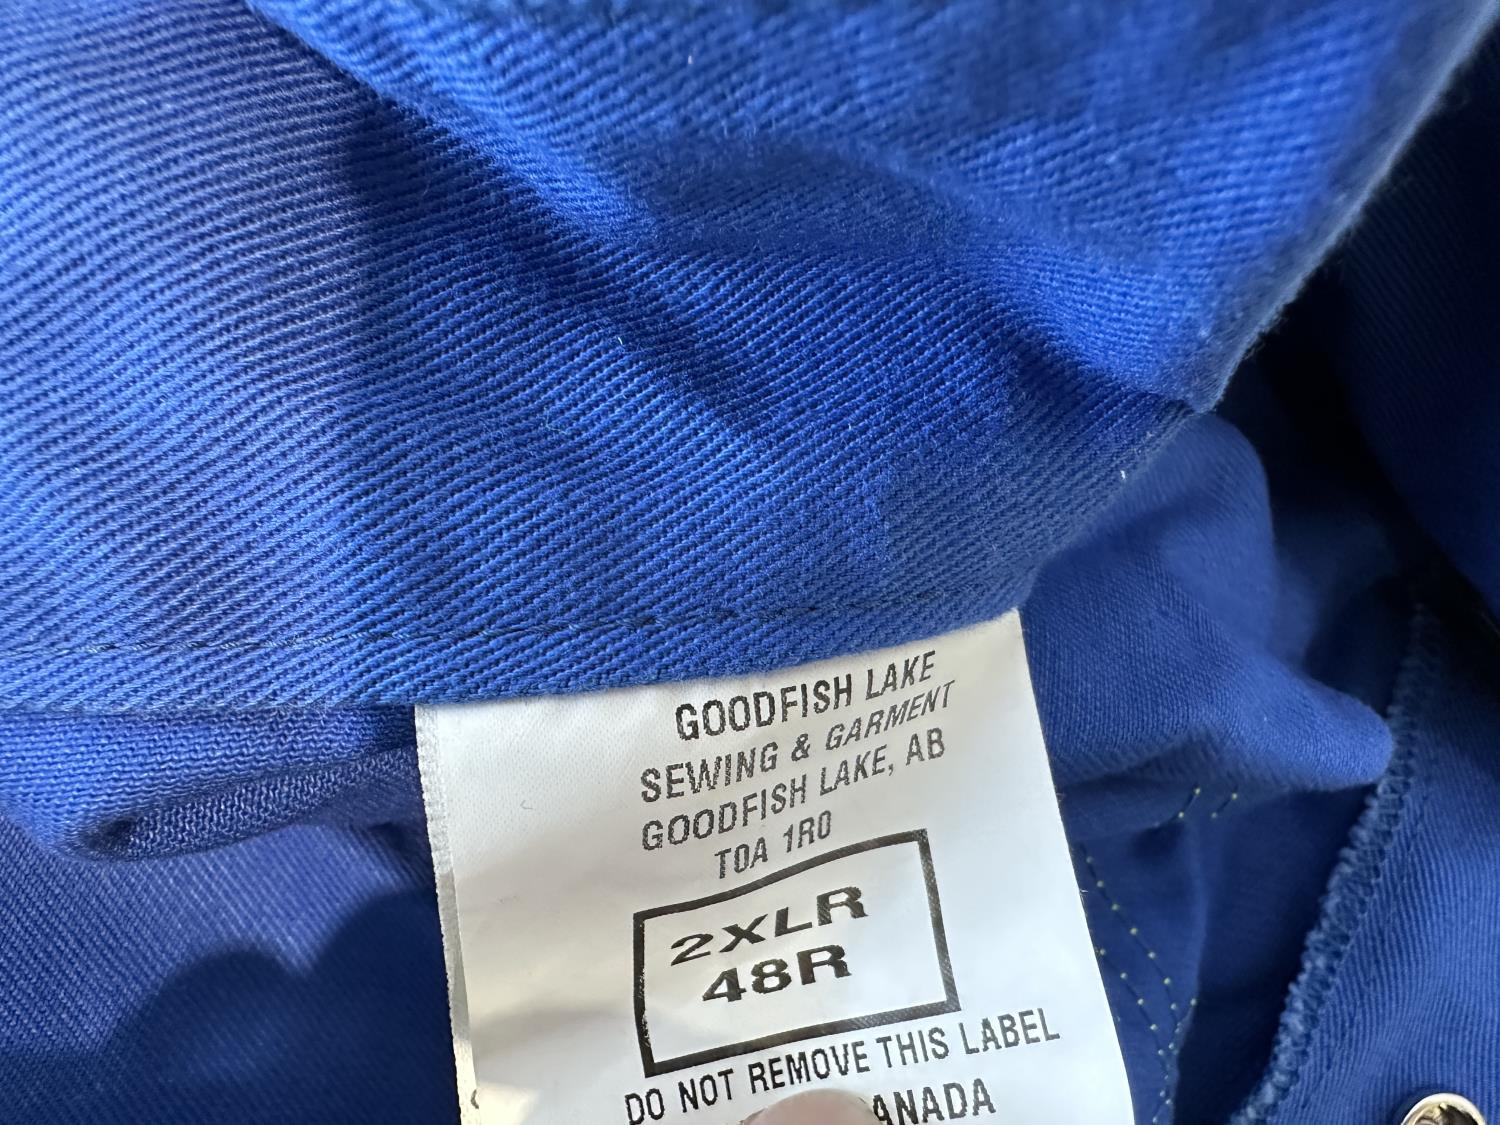 GOODFISH LAKE
SEWING & GARMENT
GOODFISH LAKE, AB
T0A 1R0
2XLR
48R
DO NOT REMOVE THIS LABEL